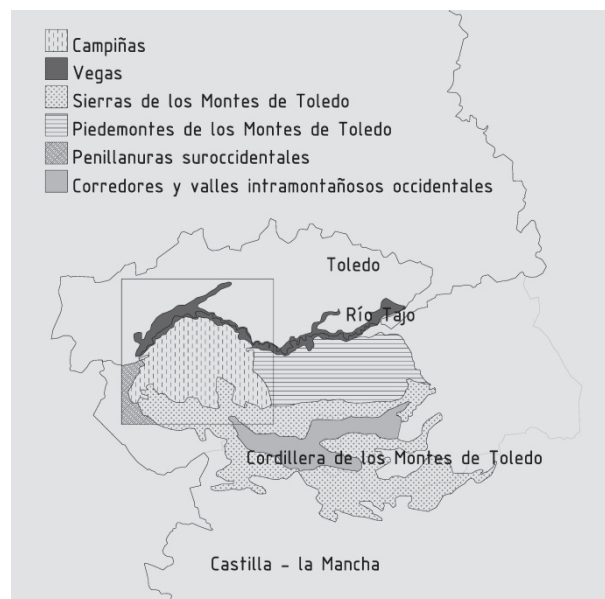 Campiñas
Vegas
Sierras de los Montes de Toledo
Piedemontes de los Montes de Toledo
Penillanuras suroccidentales
Corredores y valles intramontañosos occidentales
Toledo
Río Tajo
Cordillera de los Montes de Toledo
Castilla - la Mancha